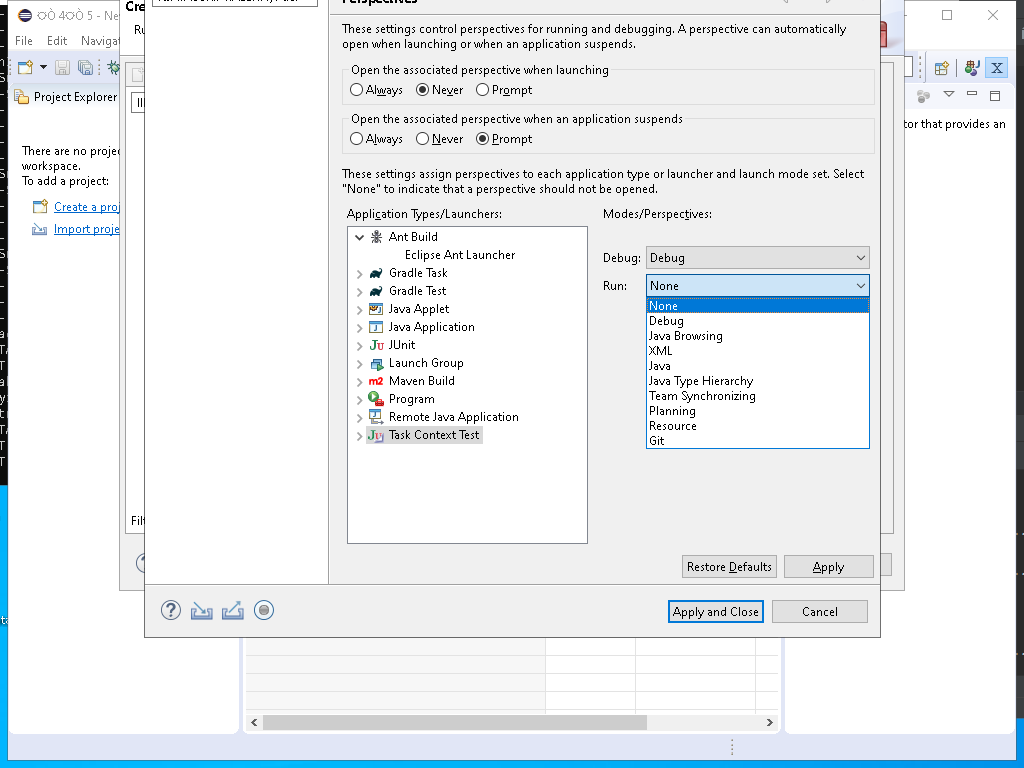 File Edit Navigat
Project Explorer
There are no proje
workspace.
To add a project:
Create a proj
Import proje
Cre
Ru
Filt
Perspectives
These settings control perspectives for running and debugging. A perspective can automatically
open when launching or when an application suspends.
Open the associated perspective when launching
Always Never Prompt
Open the associated perspective when an application suspends
Always Never Prompt
These settings assign perspectives to each application type or launcher and launch mode set. Select
"None" to indicate that a perspective should not be opened.
Application Types/Launchers:
Ant Build
Eclipse Ant Launcher
Gradle Task
Gradle Test
Java Applet
Java Application
JUnit
Launch Group
Maven Build
Program
Remote Java Application
Task Context Test
Modes/Perspectives:
Debug: Debug
Run: None
None
Debug
Java Browsing
XML
Java
Java Type Hierarchy
Team Synchronizing
Planning
Resource
Git
Restore Defaults Apply
Apply and Close Cancel
tor that provides an